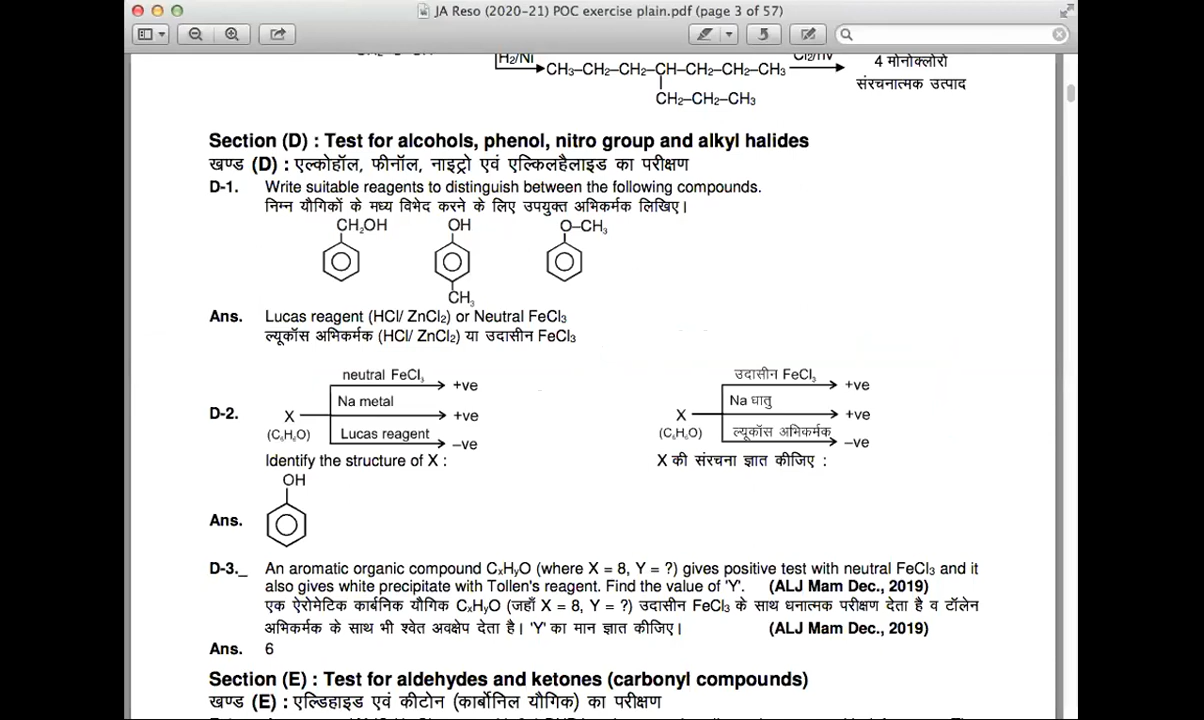 JA Reso (2020-21) POC exercise plain.pdf (page 3 of 57)
H2/Ni
CH3–CH2–CH2–CH–CH2–CH2–CH3
Cl2/hv
4 मोनोक्लोरो
संरचनात्मक उत्पाद
CH2–CH2–CH3
Section (D) : Test for alcohols, phenol, nitro group and alkyl halides
खण्ड (D) : एल्कोहॉल, फीनॉल, नाइट्रो एवं एल्किलहैलाइड का परीक्षण
D-1. Write suitable reagents to distinguish between the following compounds.
निम्न यौगिकों के मध्य विभेद करने के लिए उपयुक्त अभिकर्मक लिखिए।
CH2OH OH O–CH3
CH3
Ans. Lucas reagent (HCl/ ZnCl2) or Neutral FeCl3
ल्यूकॉस अभिकर्मक (HCl/ ZnCl2) या उदासीन FeCl3
neutral FeCl3 +ve उदासीन FeCl3 +ve
D-2. X Na metal +ve X Na धातु +ve
(C6H6O) Lucas reagent –ve (C6H6O) ल्यूकॉस अभिकर्मक –ve
Identify the structure of X : X की संरचना ज्ञात कीजिए :
OH
Ans.
D-3._ An aromatic organic compound CxHyO (where X = 8, Y = ?) gives positive test with neutral FeCl3 and it
also gives white precipitate with Tollen's reagent. Find the value of 'Y'. (ALJ Mam Dec., 2019)
एक ऐरोमेटिक कार्बनिक यौगिक CxHyO (जहाँ X = 8, Y = ?) उदासीन FeCl3 के साथ धनात्मक परीक्षण देता है व टॉलेन
अभिकर्मक के साथ भी श्वेत अवक्षेप देता है। 'Y' का मान ज्ञात कीजिए। (ALJ Mam Dec., 2019)
Ans. 6
Section (E) : Test for aldehydes and ketones (carbonyl compounds)
खण्ड (E) : एल्डिहाइड एवं कीटोन (कार्बोनिल यौगिक) का परीक्षण